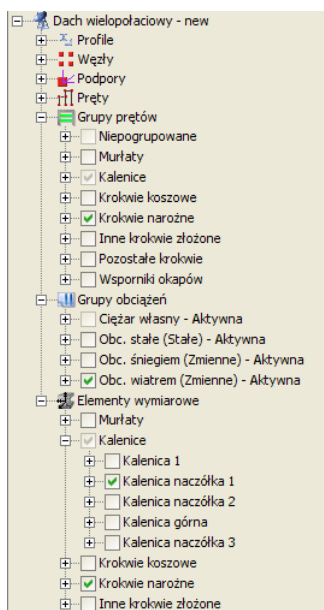 Dach wielopołaciowy - new
Profile
Węzły
Podpory
Pręty
Grupy prętów
Niepogrupowane
Murłaty
Kalenice
Krokwie koszowe
Krokwie narożne
Inne krokwie złożone
Pozostałe krokwie
Wsporniki okapów
Grupy obciążeń
Ciężar własny - Aktywna
Obc. stałe (Stałe) - Aktywna
Obc. śniegiem (Zmienne) - Aktywna
Obc. wiatrem (Zmienne) - Aktywna
Elementy wymiarowe
Murłaty
Kalenice
Kalenica 1
Kalenica naczółka 1
Kalenica naczółka 2
Kalenica górna
Kalenica naczółka 3
Krokwie koszowe
Krokwie narożne
Inne krokwie złożone